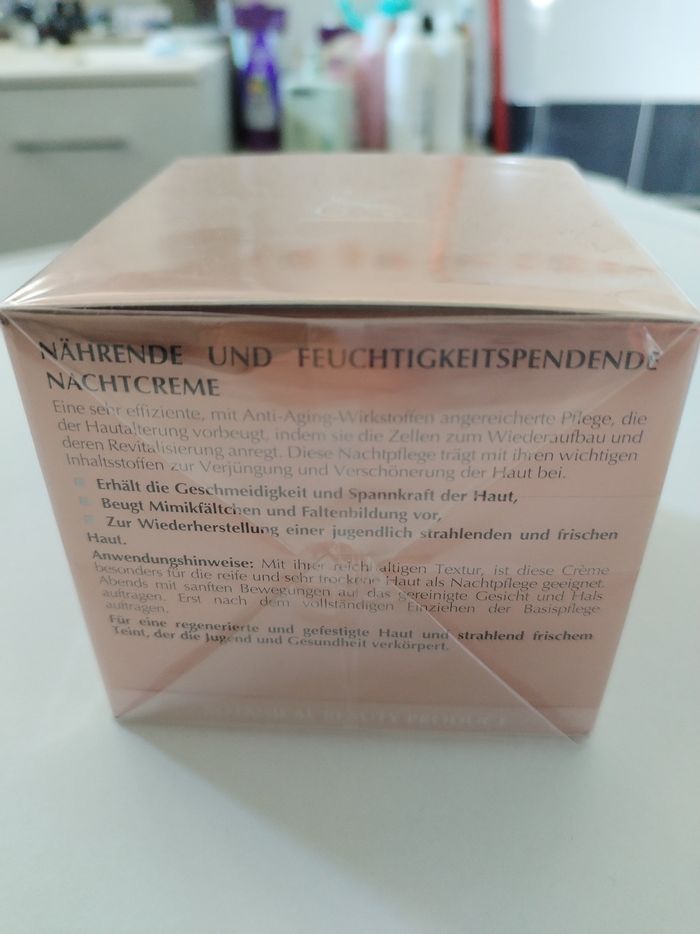 NÄHRENDE UND FEUCHTIGKEITSPENDENDE
NACHTCREME
Eine sehr effiziente, mit Anti-Aging-Wirkstoffen angereicherte Pflege, die
der Hautalterung vorbeugt, indem sie die Zellen zum Wiederaufbau und
deren Revitalisierung anregt. Diese Nachtpflege trägt mit ihren wichtigen
Inhaltsstoffen zur Verjüngung und Verschönerung der Haut bei.
Erhält die Geschmeidigkeit und Spannkraft der Haut,
Beugt Mimikfältchen und Faltenbildung vor,
Zur Wiederherstellung einer jugendlich strahlenden und frischen
Haut.
Anwendungshinweise: Mit ihrer reichhaltigen Textur, ist diese Crème
besonders für die reife und sehr trockene Haut als Nachtpflege geeignet.
Abends mit sanften Bewegungen auf das gereinigte Gesicht und Hals
auftragen. Erst nach dem vollständigen Einziehen der Basispflege
auftragen.
Für eine regenerierte und gefestigte Haut und strahlend frischem
Teint, der die Jugend und Gesundheit verkörpert.
BOTANICAL BEAUTY PRODUCT